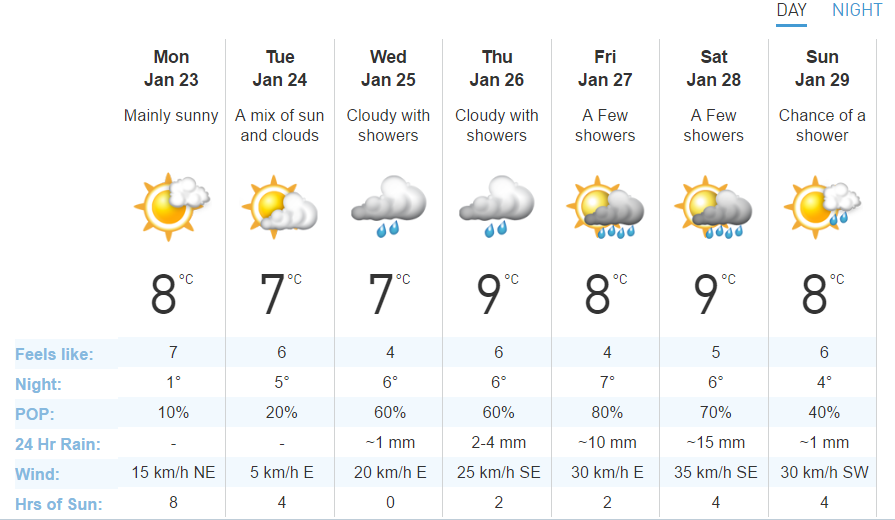 DAY NIGHT
Mon Tue Wed Thu Fri Sat Sun
Jan 23 Jan 24 Jan 25 Jan 26 Jan 27 Jan 28 Jan 29
Mainly sunny A mix of sun Cloudy with Cloudy with A Few A Few Chance of a
and clouds showers showers showers showers shower
8°C 7°C 7°C 9°C 8°C 9°C 8°C
Feels like: 7 6 4 6 4 5 6
Night: 1° 5° 6° 6° 7° 6° 4°
POP: 10% 20% 60% 60% 80% 70% 40%
24 Hr Rain: - - ~1 mm 2-4 mm ~10 mm ~15 mm ~1 mm
Wind: 15 km/h NE 5 km/h E 20 km/h E 25 km/h SE 30 km/h E 35 km/h SE 30 km/h SW
Hrs of Sun: 8 4 0 2 2 4 4